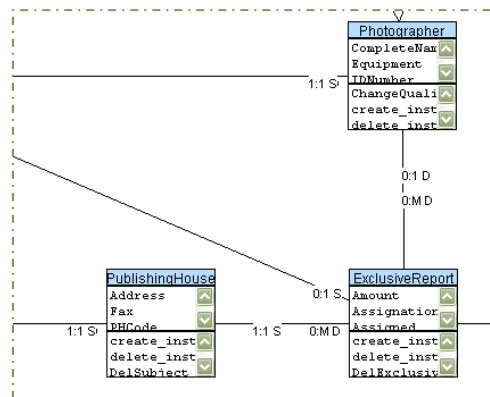 Photographer
CompleteNam
Equipment
IDNumber
1:1 S
ChangeQuali
create_inst
delete_inst
0:1 D
0:M D
PublishingHouse
Address
Fax
PHCode
create_inst
delete_inst
DelSubject
1:1 S
1:1 S
0:1 S
0:M D
ExclusiveReport
Amount
Assignation
Assigned
create_inst
delete_inst
DelExclusiv